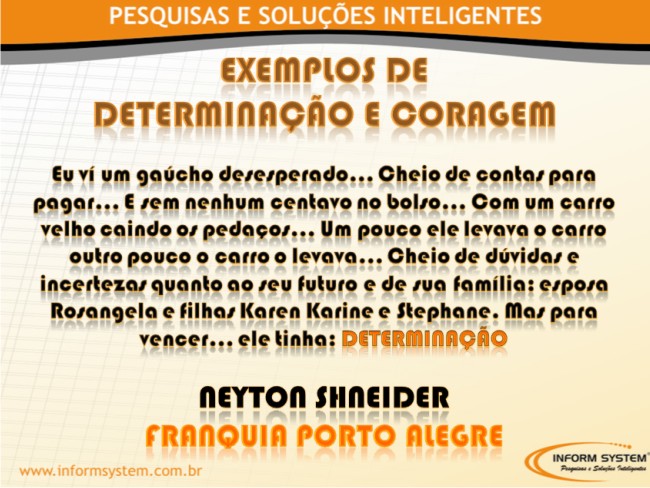 PESQUISAS E SOLUÇÕES INTELIGENTES
EXEMPLOS DE
DETERMINAÇÃO E CORAGEM
Eu ví um gaúcho desesperado... Cheio de contas para
pagar... E sem nenhum centavo no bolso... Com um carro
velho caindo os pedaços... Um pouco ele levava o carro
outro pouco o carro o levava... Cheio de dúvidas e
incertezas quanto ao seu futuro e de sua família: esposa
Rosangela e filhas Karen Karine e Stephane. Mas para
vencer... ele tinha: DETERMINAÇÃO
NEYTON SHNEIDER
FRANQUIA PORTO ALEGRE
INFORM SYSTEM
Pesquisas e Soluções Inteligentes
www.informsystem.com.br